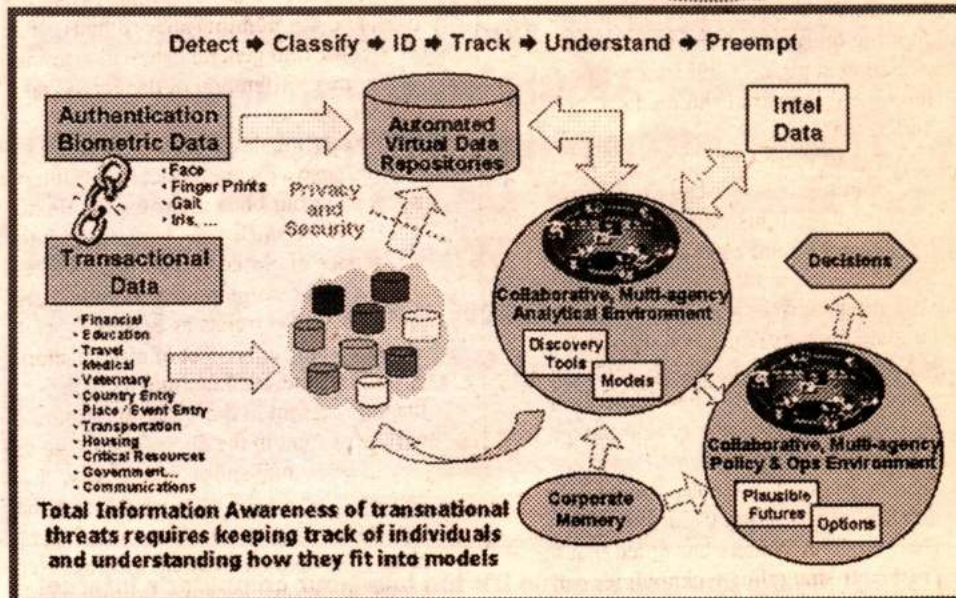 Detect ➔ Classify ➔ ID ➔ Track ➔ Understand ➔ Preempt
Authentication
Biometric Data
• Face
• Finger Prints
• Gait
• Iris, ...
Automated
Virtual Data
Repositories
Intel
Data
Privacy
and
Security
Transactional
Data
• Financial
• Education
• Travel
• Medical
• Veterinary
• Country Entry
• Place / Event Entry
• Transportation
• Housing
• Critical Resources
• Government...
• Communications
Collaborative, Multi-agency
Analytical Environment
Discovery
Tools
Models
Decisions
Collaborative, Multi-agency
Policy & Ops Environment
Plausible
Futures
Options
Corporate
Memory
Total Information Awareness of transnational
threats requires keeping track of individuals
and understanding how they fit into models